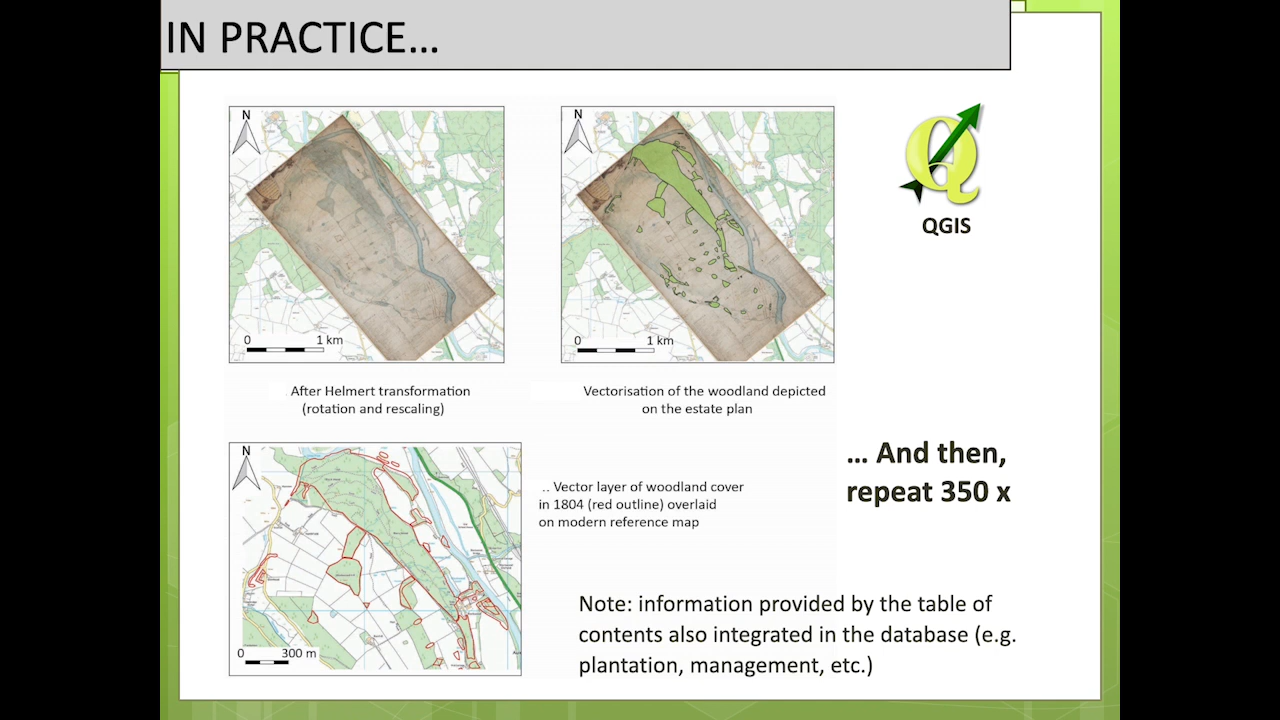 IN PRACTICE...
N
0 1 km
After Helmert transformation
(rotation and rescaling)
N
0 1 km
Vectorisation of the woodland depicted
on the estate plan
QGIS
N
0 300 m
.. Vector layer of woodland cover
in 1804 (red outline) overlaid
on modern reference map
... And then,
repeat 350 x
Note: information provided by the table of
contents also integrated in the database (e.g.
plantation, management, etc.)